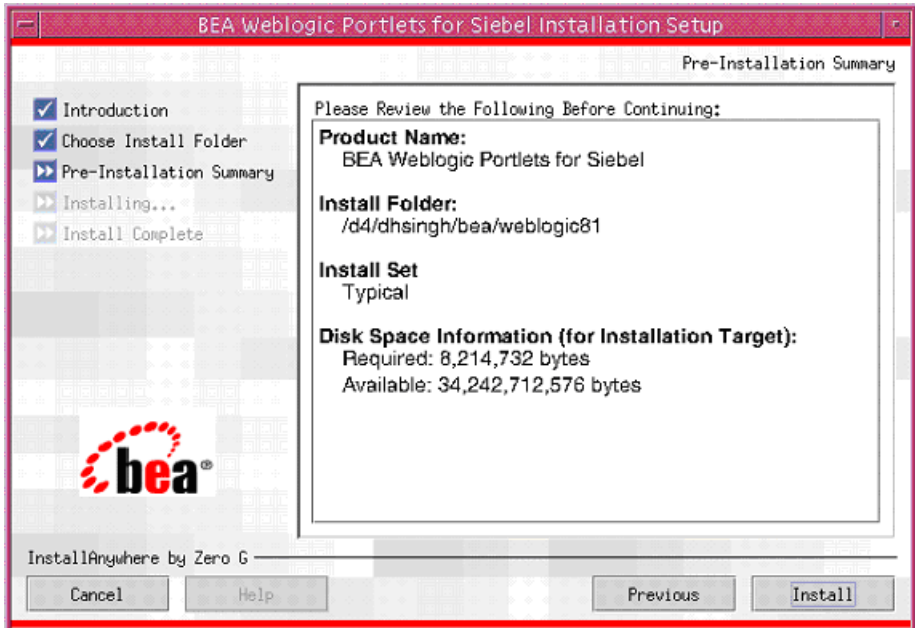 BEA Weblogic Portlets for Siebel Installation Setup
Pre-Installation Summary
Introduction
Choose Install Folder
Pre-Installation Summary
Installing...
Install Complete
Please Review the Following Before Continuing:
Product Name:
BEA Weblogic Portlets for Siebel
Install Folder:
/d4/dhsingh/bea/weblogic81
Install Set
Typical
Disk Space Information (for Installation Target):
Required: 8,214,732 bytes
Available: 34,242,712,576 bytes
bea®
InstallAnywhere by Zero G
Cancel
Help
Previous
Install